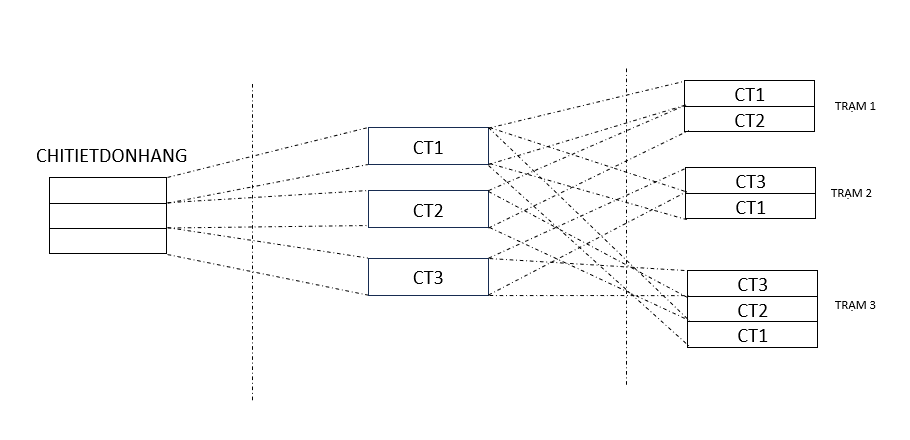 CHITIETDONHANG
CT1
CT2
CT3
CT1
CT2
TRẠM 1
CT3
CT1
TRẠM 2
CT3
CT2
CT1
TRẠM 3